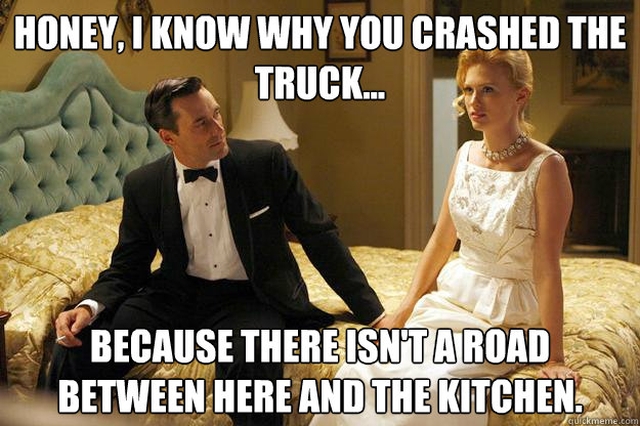 HONEY, I KNOW WHY YOU CRASHED THE
TRUCK...
BECAUSE THERE ISN'T A ROAD
BETWEEN HERE AND THE KITCHEN.
quickmeme.com